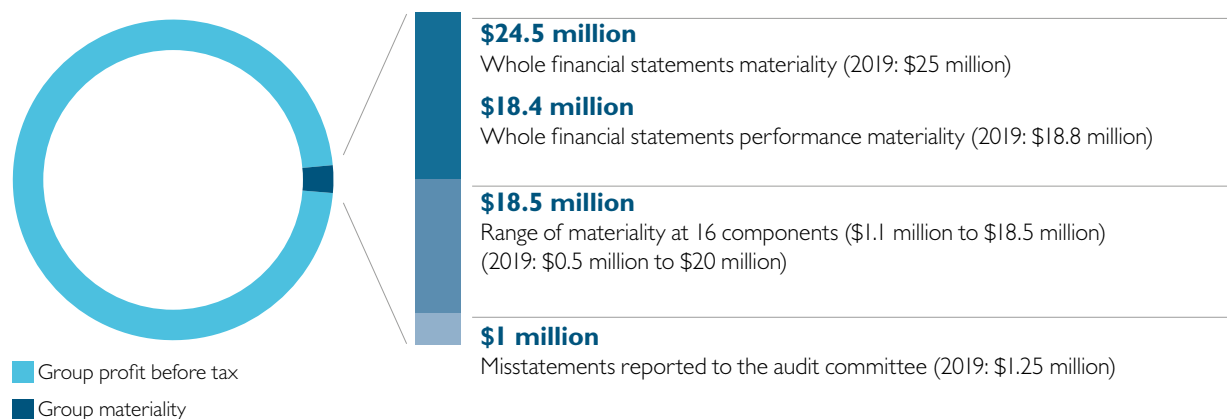 $24.5 million
Whole financial statements materiality (2019: $25 million)
$18.4 million
Whole financial statements performance materiality (2019: $18.8 million)
$18.5 million
Range of materiality at 16 components ($1.1 million to $18.5 million)
(2019: $0.5 million to $20 million)
$1 million
Misstatements reported to the audit committee (2019: $1.25 million)
Group profit before tax
Group materiality